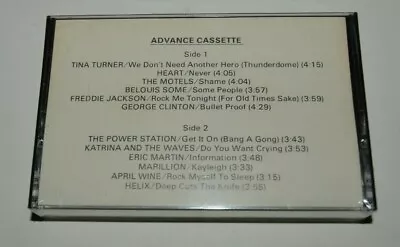 ADVANCE CASSETTE
Side 1
TINA TURNER/We Don't Need Another Hero (Thunderdome) (4:15)
HEART/Never (4:05)
THE MOTELS/Shame (4:04)
BELOUIS SOME/Some People (3:57)
FREDDIE JACKSON/Rock Me Tonight (For Old Times Sake) (3:59)
GEORGE CLINTON/Bullet Proof (4:29)
Side 2
THE POWER STATION/Get It On (Bang A Gong) (3:43)
KATRINA AND THE WAVES/Do You Want Crying (3:53)
ERIC MARTIN/Information (3:48)
MARILLION/Kayleigh (3:33)
APRIL WINE/Rock Myself To Sleep (3:15)
HELIX/Deep Cuts The Knife